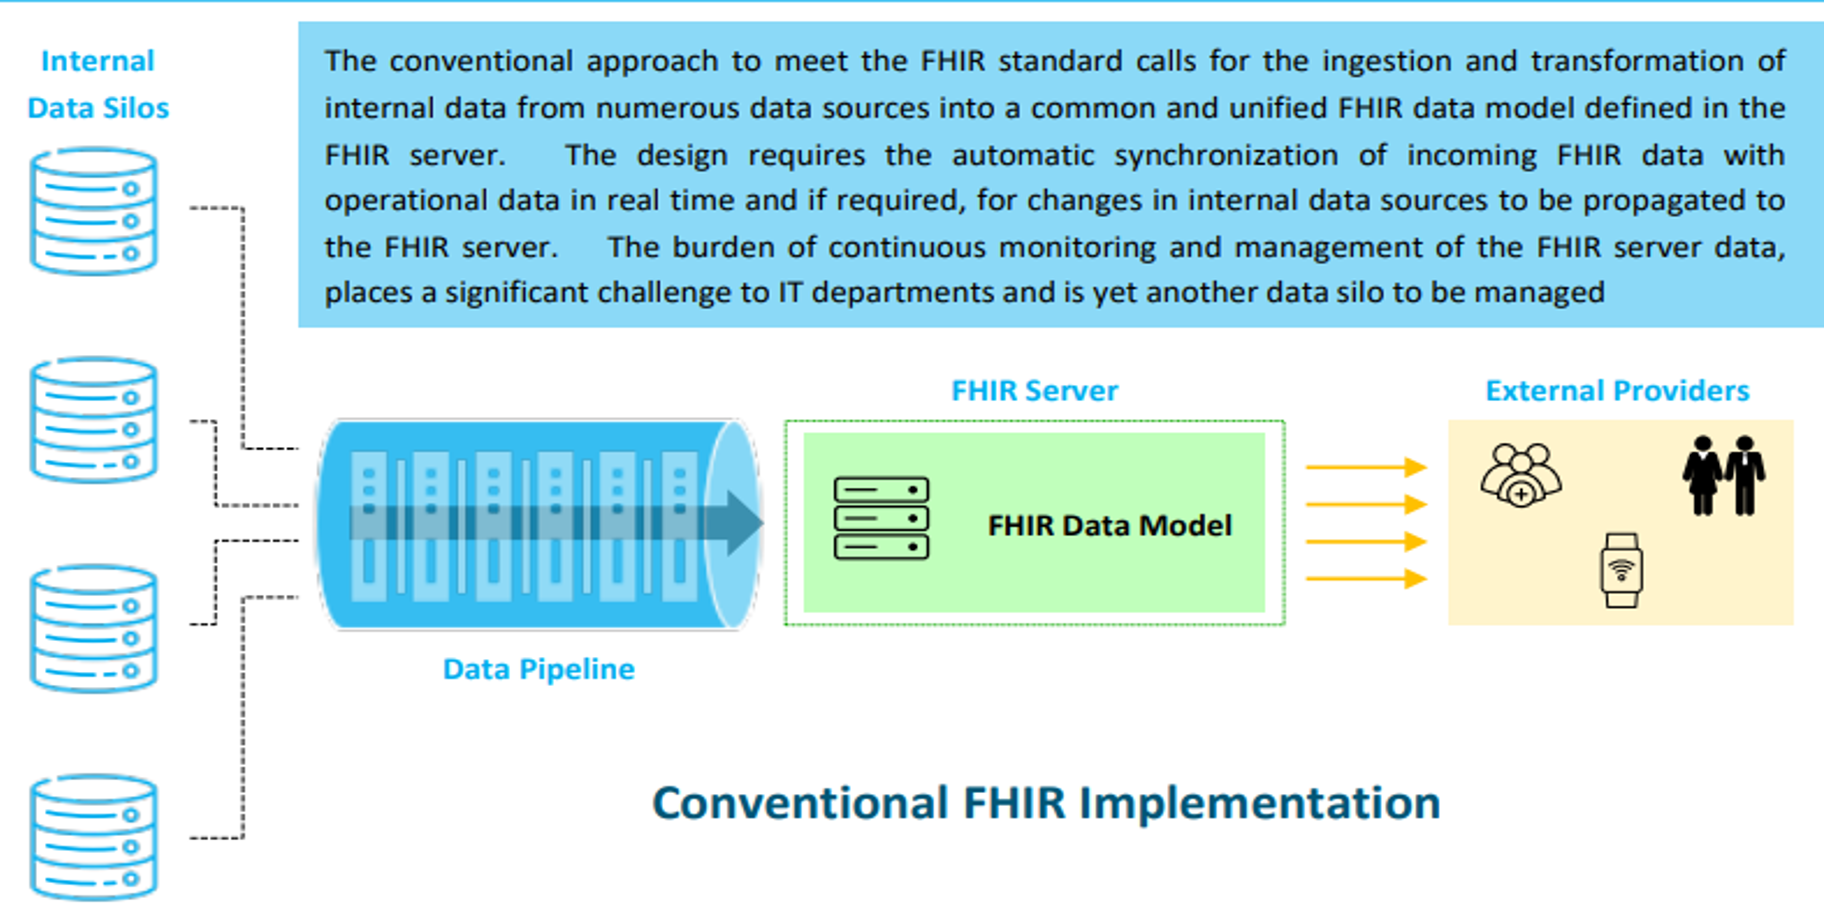 Internal
Data Silos
The conventional approach to meet the FHIR standard calls for the ingestion and transformation of
internal data from numerous data sources into a common and unified FHIR data model defined in the
FHIR server. The design requires the automatic synchronization of incoming FHIR data with
operational data in real time and if required, for changes in internal data sources to be propagated to
the FHIR server. The burden of continuous monitoring and management of the FHIR server data,
places a significant challenge to IT departments and is yet another data silo to be managed
FHIR Server
External Providers
FHIR Data Model
Data Pipeline
Conventional FHIR Implementation